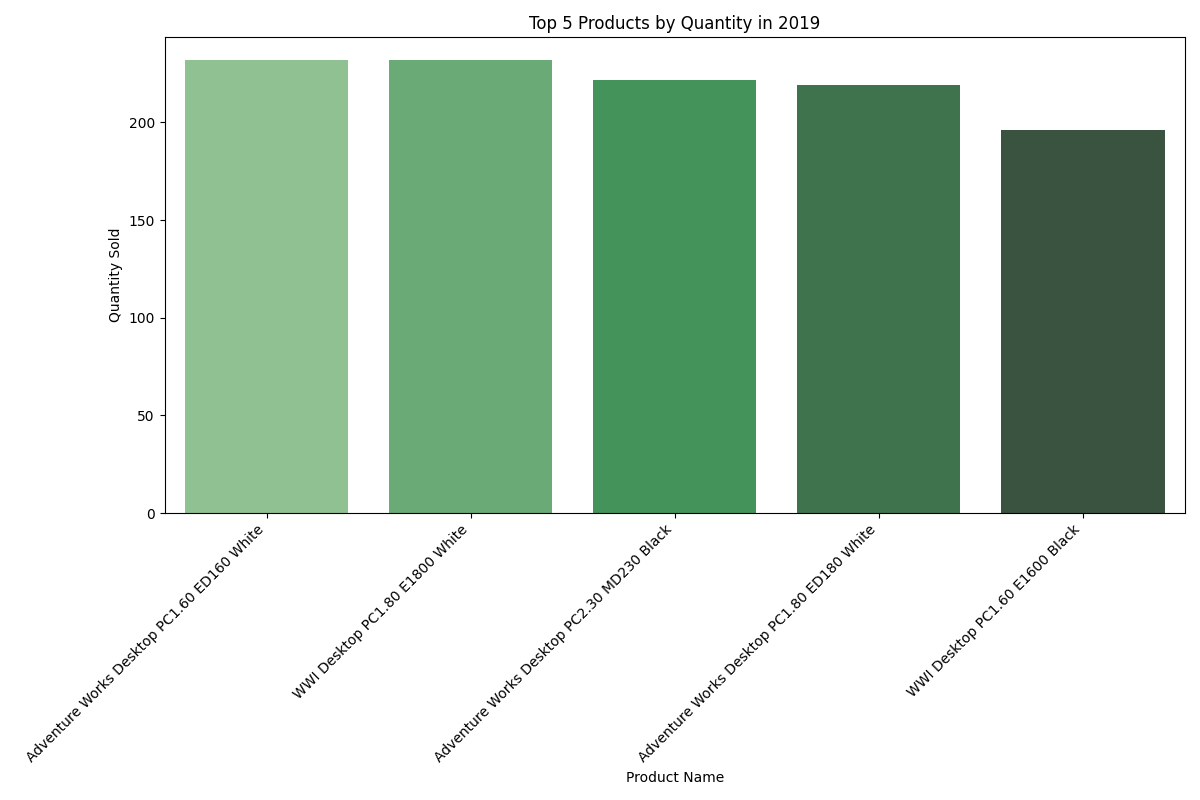 Top 5 Products by Quantity in 2019
Quantity Sold
200
150
100
50
0
Adventure Works Desktop PC1.60 ED160 White
WWI Desktop PC1.80 E1800 White
Adventure Works Desktop PC2.30 MD230 Black
Adventure Works Desktop PC1.80 ED180 White
WWI Desktop PC1.60 E1600 Black
Product Name